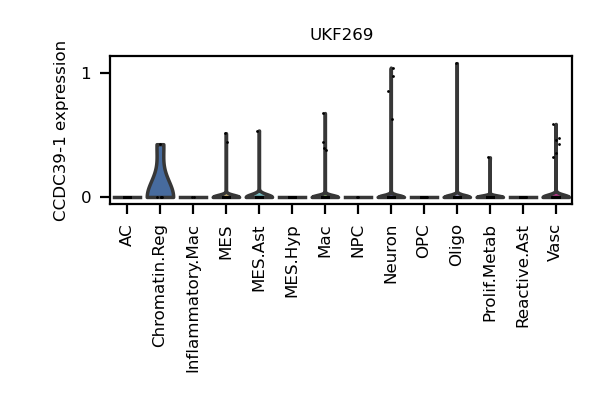 UKF269
CCDC39-1 expression
1
0
AC
Chromatin.Reg
Inflammatory.Mac
MES
MES.Ast
MES.Hyp
Mac
NPC
Neuron
OPC
Oligo
Prolif.Metab
Reactive.Ast
Vasc